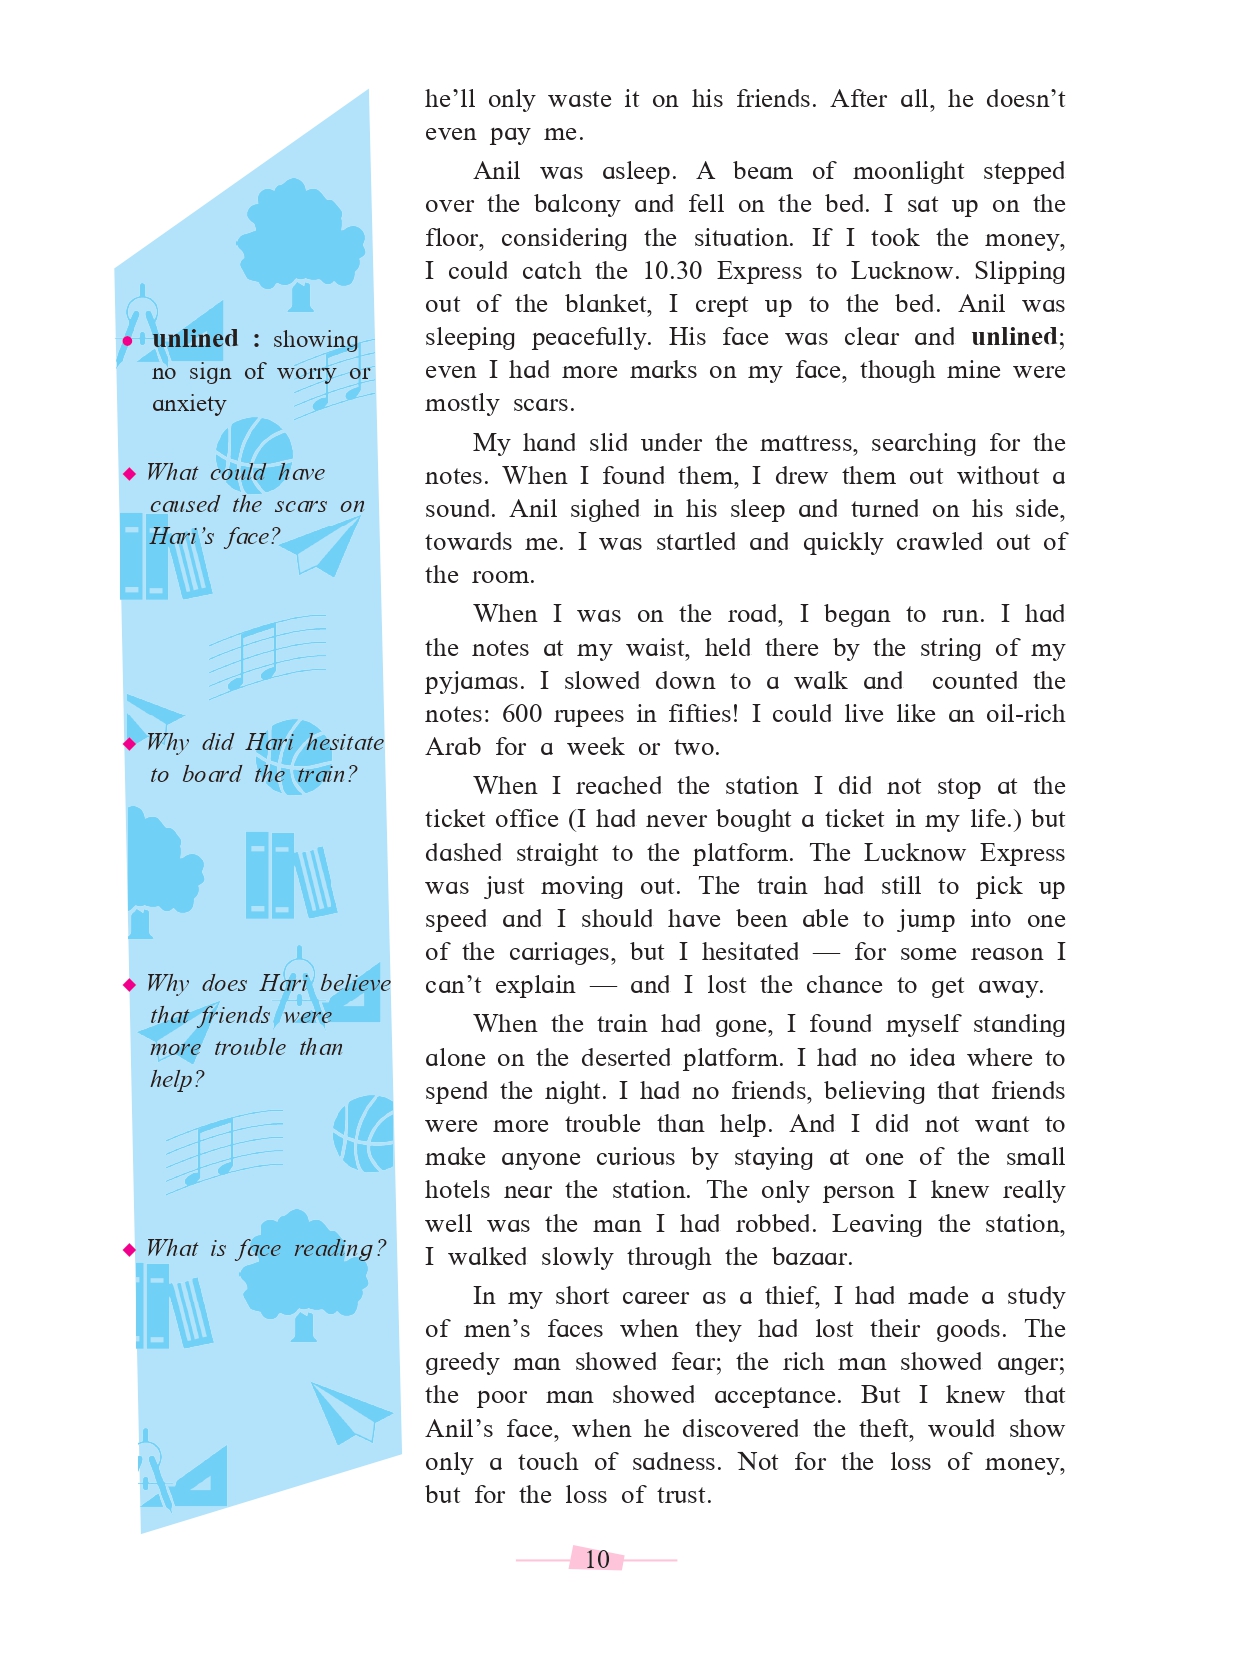 he’ll only waste it on his friends. After all, he doesn’t
even pay me.
Anil was asleep. A beam of moonlight stepped
over the balcony and fell on the bed. I sat up on the
floor, considering the situation. If I took the money,
I could catch the 10.30 Express to Lucknow. Slipping
out of the blanket, I crept up to the bed. Anil was
sleeping peacefully. His face was clear and unlined;
even I had more marks on my face, though mine were
mostly scars.
My hand slid under the mattress, searching for the
notes. When I found them, I drew them out without a
sound. Anil sighed in his sleep and turned on his side,
towards me. I was startled and quickly crawled out of
the room.
When I was on the road, I began to run. I had
the notes at my waist, held there by the string of my
pyjamas. I slowed down to a walk and counted the
notes: 600 rupees in fifties! I could live like an oil-rich
Arab for a week or two.
When I reached the station I did not stop at the
ticket office (I had never bought a ticket in my life.) but
dashed straight to the platform. The Lucknow Express
was just moving out. The train had still to pick up
speed and I should have been able to jump into one
of the carriages, but I hesitated — for some reason I
can’t explain — and I lost the chance to get away.
When the train had gone, I found myself standing
alone on the deserted platform. I had no idea where to
spend the night. I had no friends, believing that friends
were more trouble than help. And I did not want to
make anyone curious by staying at one of the small
hotels near the station. The only person I knew really
well was the man I had robbed. Leaving the station,
I walked slowly through the bazaar.
In my short career as a thief, I had made a study
of men’s faces when they had lost their goods. The
greedy man showed fear; the rich man showed anger;
the poor man showed acceptance. But I knew that
Anil’s face, when he discovered the theft, would show
only a touch of sadness. Not for the loss of money,
but for the loss of trust.
● unlined : showing
no sign of worry or
anxiety
◆ What could have
caused the scars on
Hari’s face?
◆ Why did Hari hesitate
to board the train?
◆ Why does Hari believe
that friends were
more trouble than
help?
◆ What is face reading?
10